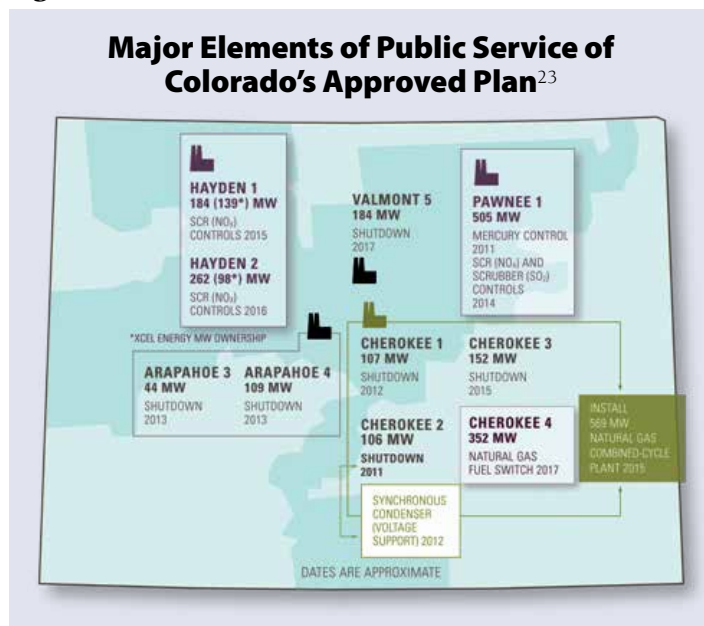 Major Elements of Public Service of
Colorado's Approved Plan23
HAYDEN 1
184 (139*) MW
SCR (NOₓ)
CONTROLS 2015
HAYDEN 2
262 (98*) MW
SCR (NOₓ)
CONTROLS 2016
*XCEL ENERGY MW OWNERSHIP
VALMONT 5
184 MW
SHUTDOWN
2017
PAWNEE 1
505 MW
MERCURY CONTROL
2011
SCR (NOₓ) AND
SCRUBBER (SO₂)
CONTROLS
2014
ARAPAHOE 3
44 MW
SHUTDOWN
2013
ARAPAHOE 4
109 MW
SHUTDOWN
2013
CHEROKEE 1
107 MW
SHUTDOWN
2012
CHEROKEE 3
152 MW
SHUTDOWN
2015
CHEROKEE 2
106 MW
SHUTDOWN
2011
CHEROKEE 4
352 MW
NATURAL GAS
FUEL SWITCH 2017
INSTALL
569 MW
NATURAL GAS
COMBINED-CYCLE
PLANT 2015
SYNCHRONOUS
CONDENSER
(VOLTAGE
SUPPORT) 2012
DATES ARE APPROXIMATE